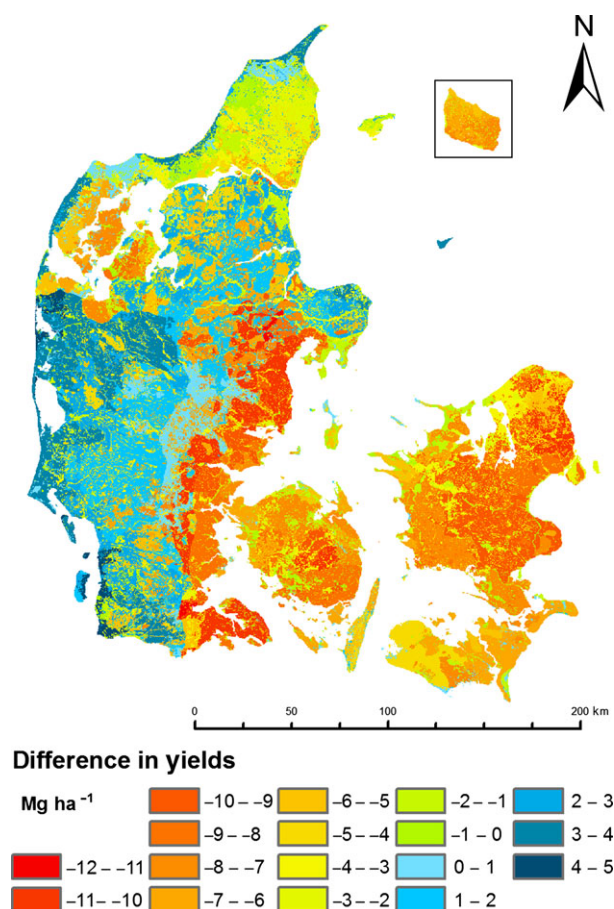 N
0 50 100 200 km
Difference in yields
Mg ha⁻¹
−10 – −9 −6 – −5 −2 – −1 2 – 3
−9 – −8 −5 – −4 −1 – 0 3 – 4
−12 – −11 −8 – −7 −4 – −3 0 – 1 4 – 5
−11 – −10 −7 – −6 −3 – −2 1 – 2